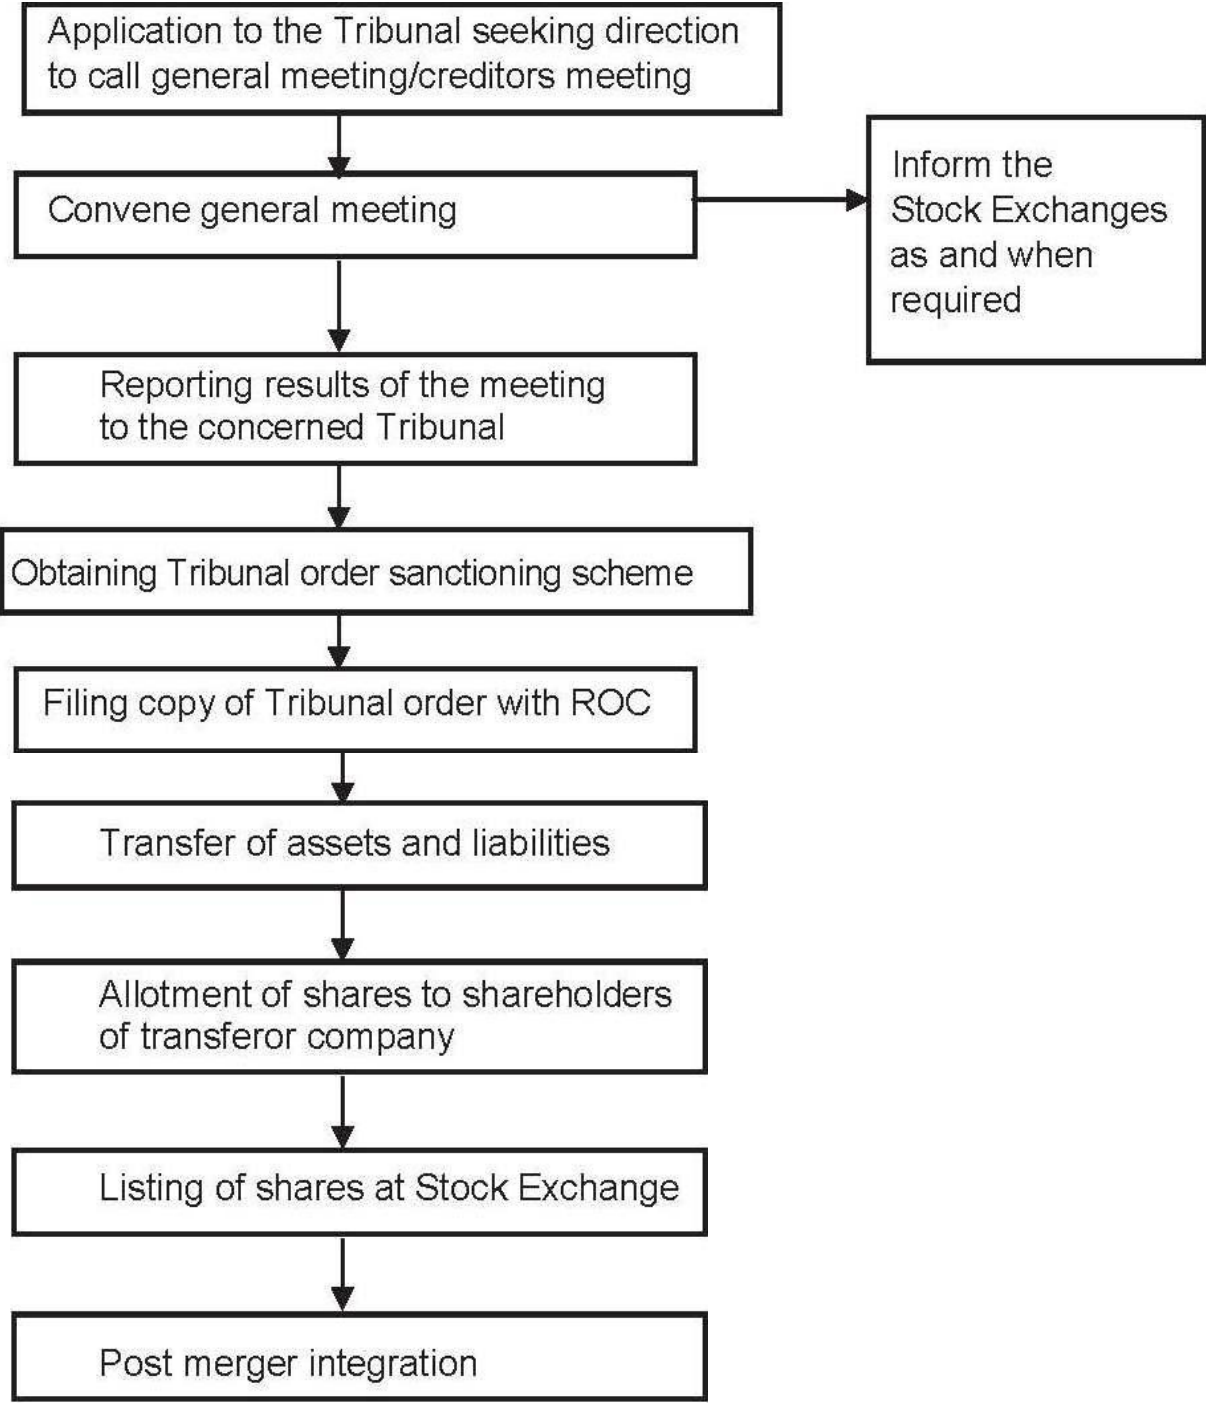 Application to the Tribunal seeking direction
to call general meeting/creditors meeting
Convene general meeting
Inform the
Stock Exchanges
as and when
required
Reporting results of the meeting
to the concerned Tribunal
Obtaining Tribunal order sanctioning scheme
Filing copy of Tribunal order with ROC
Transfer of assets and liabilities
Allotment of shares to shareholders
of transferor company
Listing of shares at Stock Exchange
Post merger integration